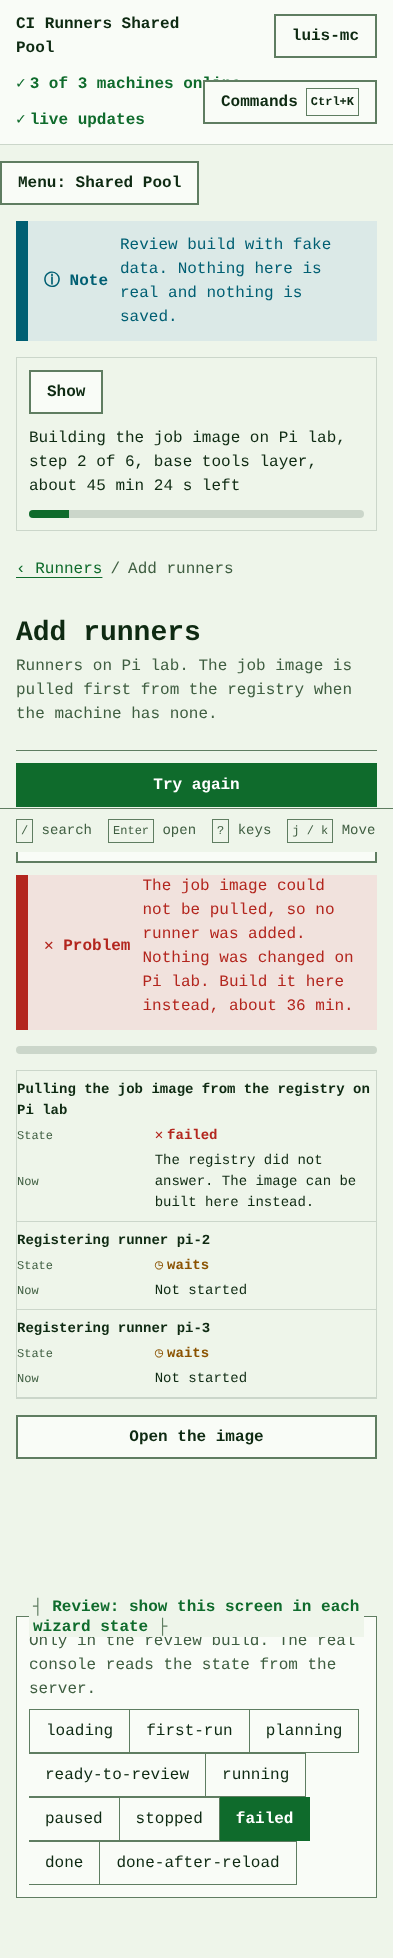 CI Runners Shared
Pool
luis-mc
✓ 3 of 3 machines online
✓ live updates
Commands Ctrl+K
Menu: Shared Pool
ⓘ Note
Review build with fake
data. Nothing here is
real and nothing is
saved.
Show
Building the job image on Pi lab,
step 2 of 6, base tools layer,
about 45 min 24 s left
‹ Runners / Add runners
Add runners
Runners on Pi lab. The job image is
pulled first from the registry when
the machine has none.
Try again
/ search Enter open ? keys j / k Move
✕ Problem
The job image could
not be pulled, so no
runner was added.
Nothing was changed on
Pi lab. Build it here
instead, about 36 min.
Pulling the job image from the registry on
Pi lab
State ✕ failed
Now The registry did not
answer. The image can be
built here instead.
Registering runner pi-2
State ◷ waits
Now Not started
Registering runner pi-3
State ◷ waits
Now Not started
Open the image
┤ Review: show this screen in each
wizard state ├
Only in the review build. The real
console reads the state from the
server.
loading first-run planning
ready-to-review running
paused stopped failed
done done-after-reload